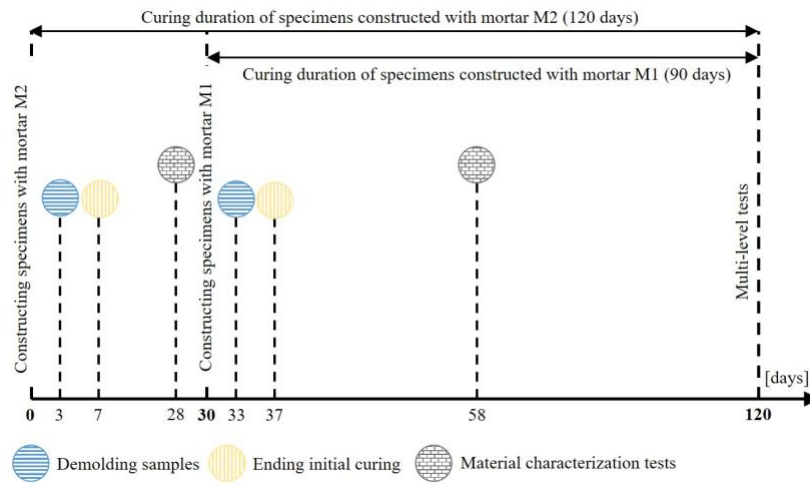 Curing duration of specimens constructed with mortar M2 (120 days)
Curing duration of specimens constructed with mortar M1 (90 days)
Constructing specimens with mortar M2
Constructing specimens with mortar M1
Multi-level tests
[days]
0 3 7 28 30 33 37 58 120
Demolding samples Ending initial curing Material characterization tests